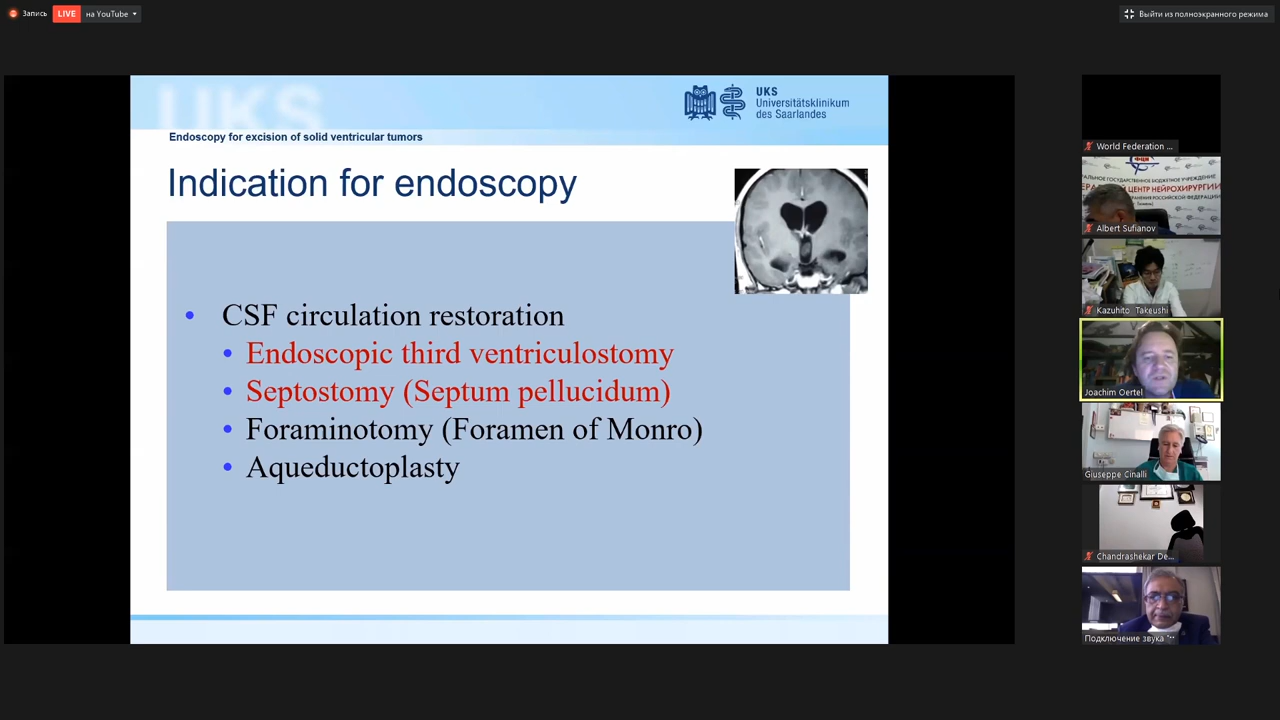 Запись
LIVE
на YouTube
Выйти из полноэкранного режима
UKS
UKS
Universitätsklinikum
des Saarlandes
Endoscopy for excision of solid ventricular tumors
Indication for endoscopy
• CSF circulation restoration
• Endoscopic third ventriculostomy
• Septostomy (Septum pellucidum)
• Foraminotomy (Foramen of Monro)
• Aqueductoplasty
World Federation ...
Albert Sufianov
Kazuhito Takeushi
Joachim Oertel
Giuseppe Cinalli
Chandrashekar De...
Подключение звука